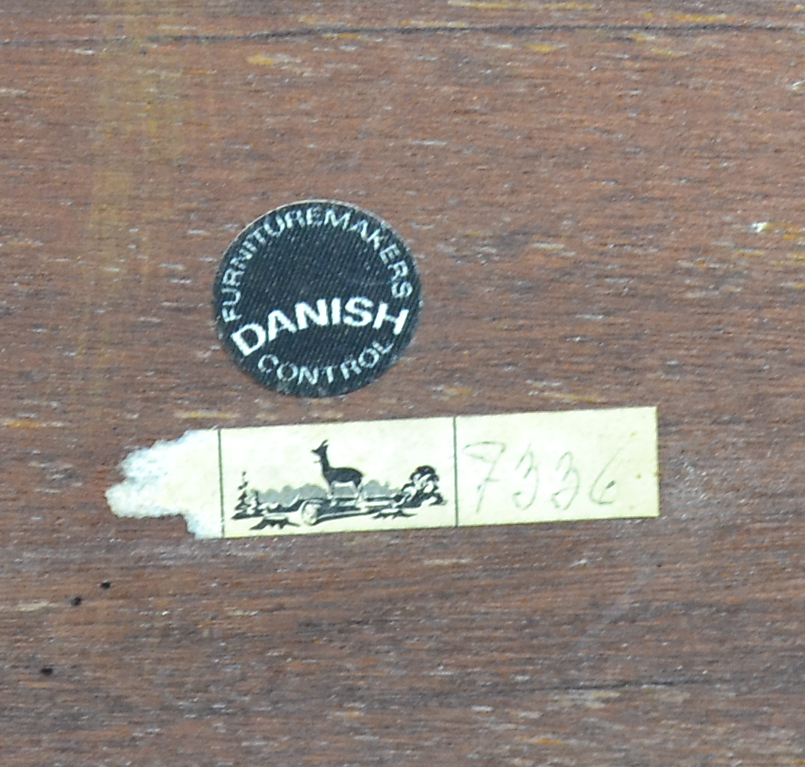 FURNITUREMAKERS
DANISH
CONTROL
7336